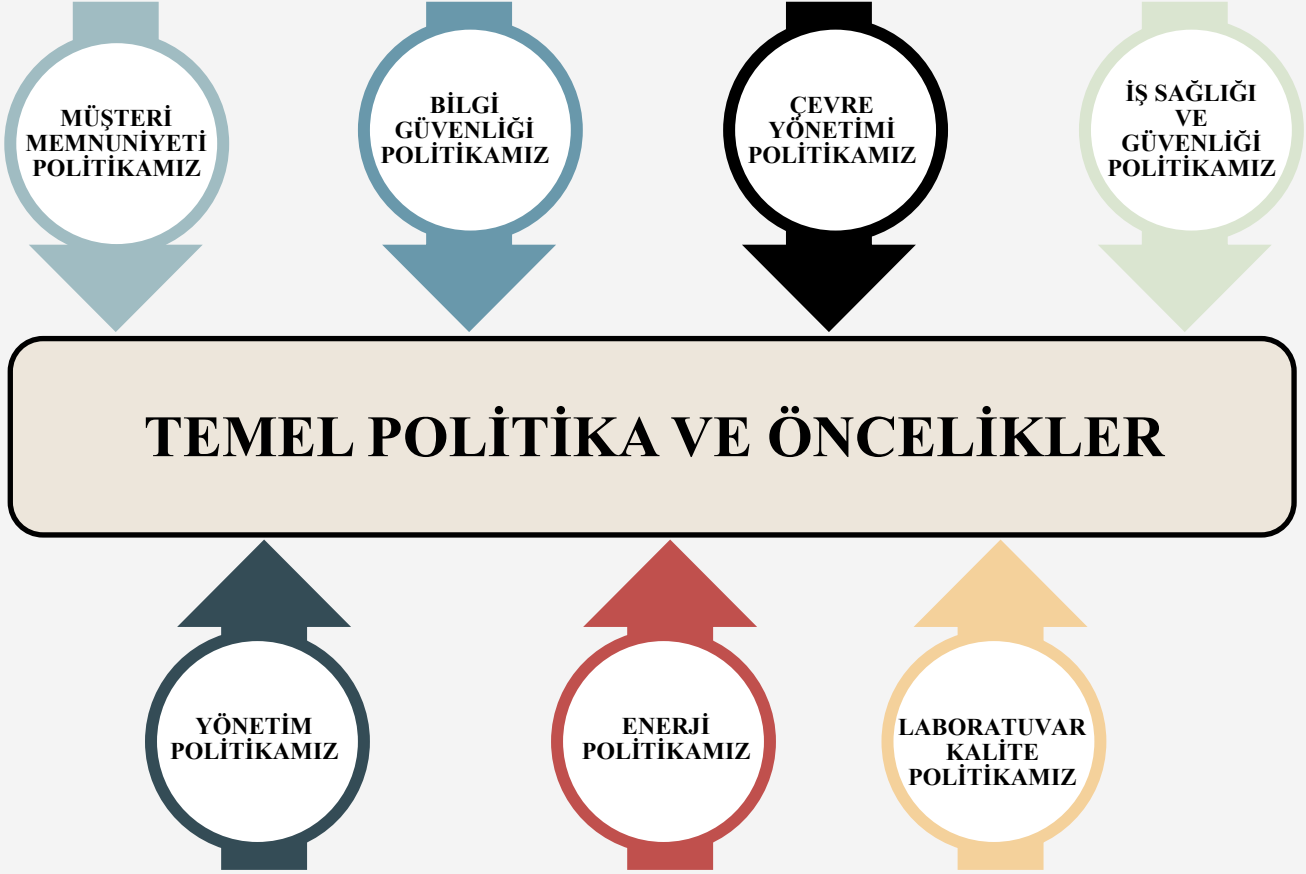 MÜŞTERİ
MEMNUNİYETİ
POLİTİKAMIZ
BİLGİ
GÜVENLİĞİ
POLİTİKAMIZ
ÇEVRE
YÖNETİMİ
POLİTİKAMIZ
İŞ SAĞLIĞI
VE
GÜVENLİĞİ
POLİTİKAMIZ
TEMEL POLİTİKA VE ÖNCELİKLER
YÖNETİM
POLİTİKAMIZ
ENERJİ
POLİTİKAMIZ
LABORATUVAR
KALİTE
POLİTİKAMIZ